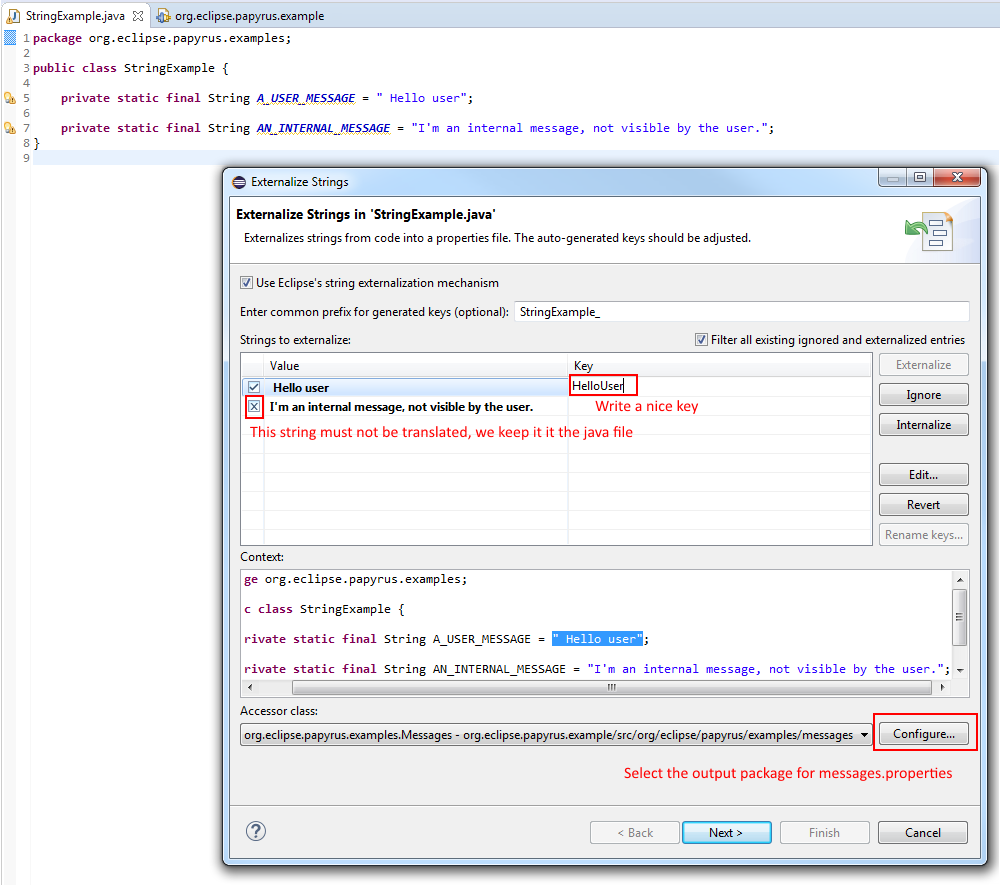 StringExample.java
org.eclipse.papyrus.example
1 package org.eclipse.papyrus.examples;
2
3 public class StringExample {
4
5 private static final String A_USER_MESSAGE = " Hello user";
6
7 private static final String AN_INTERNAL_MESSAGE = "I'm an internal message, not visible by the user.";
8 }
9
Externalize Strings
Externalize Strings in 'StringExample.java'
Externalizes strings from code into a properties file. The auto-generated keys should be adjusted.
Use Eclipse's string externalization mechanism
Enter common prefix for generated keys (optional): StringExample_
Strings to externalize:
Filter all existing ignored and externalized entries
Value Key
Hello user HelloUser
I'm an internal message, not visible by the user.
Write a nice key
This string must not be translated, we keep it it the java file
Externalize
Ignore
Internalize
Edit...
Revert
Rename keys...
Context:
ge org.eclipse.papyrus.examples;
c class StringExample {
rivate static final String A_USER_MESSAGE = " Hello user";
rivate static final String AN_INTERNAL_MESSAGE = "I'm an internal message, not visible by the user.";
Accessor class:
org.eclipse.papyrus.examples.Messages - org.eclipse.papyrus.example/src/org/eclipse/papyrus/examples/messages
Configure...
Select the output package for messages.properties
?
< Back
Next >
Finish
Cancel